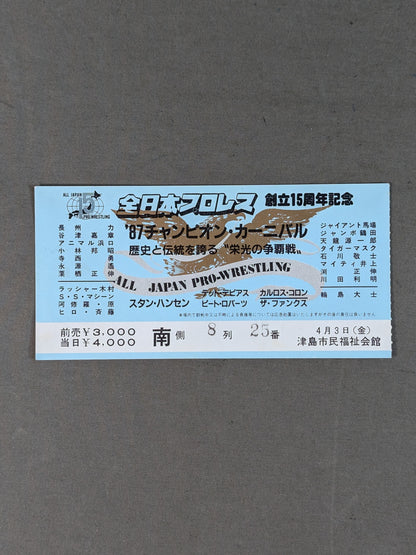 ALL JAPAN
15
PRO-WRESTLING
全日本プロレス 創立15周年記念
'87チャンピオン・カーニバル
歴史と伝統を誇る〝栄光の争覇戦〟
ALL JAPAN PRO-WRESTLING
長州力
谷津嘉章
アニマル浜口
小林邦昭
寺西勇
永源遙
栗栖正伸
ラッシャー木村
S・S・マシーン
阿修羅・原
ヒロ・斉藤
スタン・ハンセン
テッド・デビアス
ピート・ロバーツ
カルロス・コロン
ザ・ファンクス
ジャイアント馬場
ジャンボ鶴田
天龍源一郎
タイガーマスク
石川敬士
マイティ井上
渕正伸
川田利明
輪島大士
前売¥3,000
当日¥4,000
南側 8列 25番
4月3日(金)
津島市民福祉会館